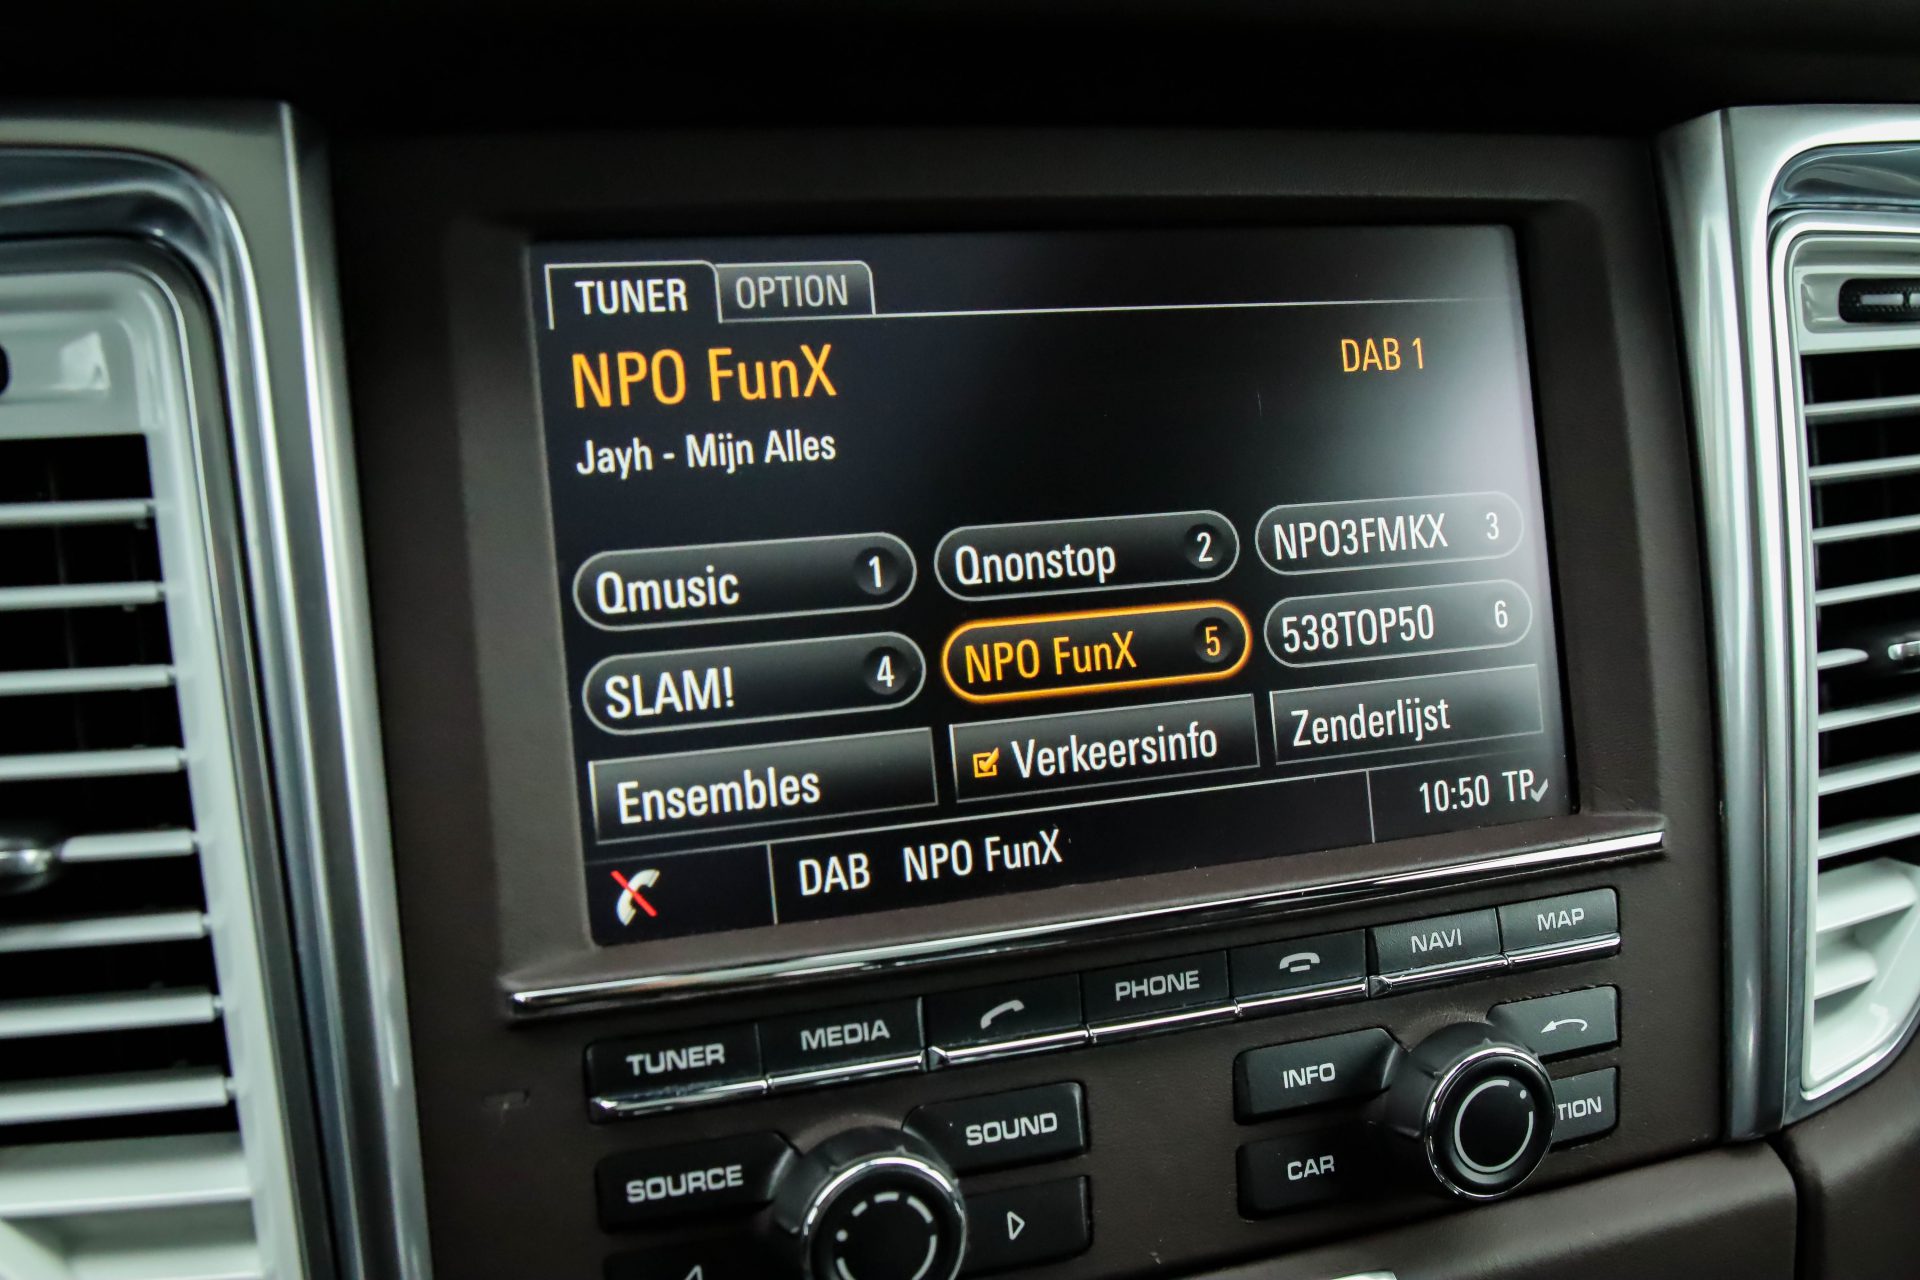 TUNER OPTION
NPO FunX DAB 1
Jayh - Mijn Alles
Qmusic 1 Qnonstop 2 NPO3FMKX 3
SLAM! 4 NPO FunX 5 538TOP50 6
Ensembles Verkeersinfo Zenderlijst
DAB NPO FunX 10:50 TP
TUNER MEDIA PHONE NAVI MAP
SOURCE SOUND INFO
CAR TION